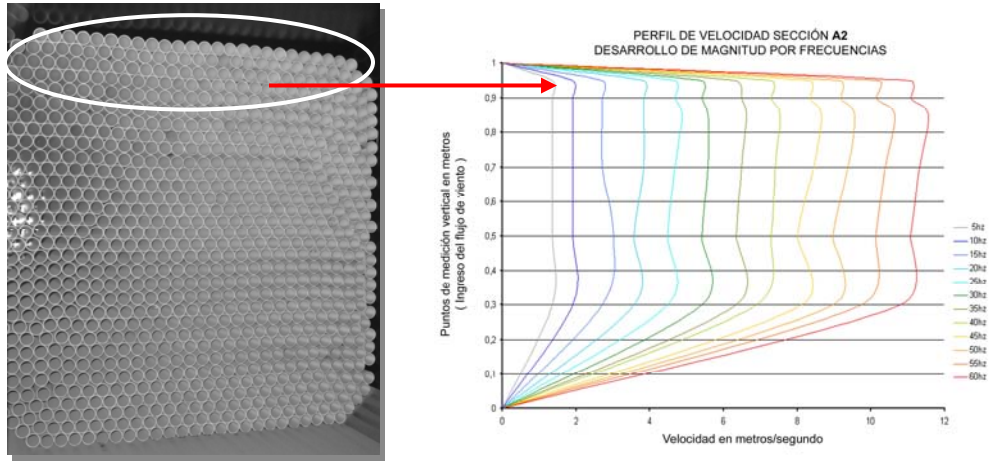 PERFIL DE VELOCIDAD SECCIÓN A2
DESARROLLO DE MAGNITUD POR FRECUENCIAS
Puntos de medición vertical en metros
( Ingreso del flujo de viento )
1
0,9
0,8
0,7
0,6
0,5
0,4
0,3
0,2
0,1
0
0 2 4 6 8 10 12
Velocidad en metros/segundo
5hz
10hz
15hz
20hz
25hz
30hz
35hz
40hz
45hz
50hz
55hz
60hz